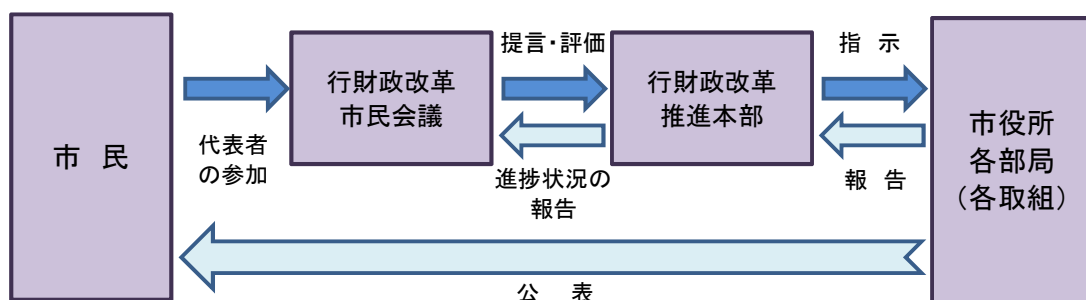 市 民
代表者
の参加
行財政改革
市民会議
提言・評価
進捗状況の
報告
行財政改革
推進本部
指 示
報 告
市役所
各部局
（各取組）
公 表